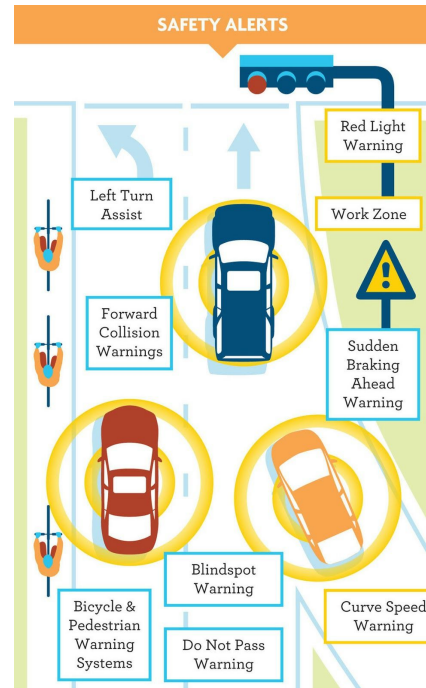 SAFETY ALERTS
Red Light
Warning
Left Turn
Assist
Work Zone
Forward
Collision
Warnings
Sudden
Braking
Ahead
Warning
Blindspot
Warning
Bicycle &
Pedestrian
Warning
Systems
Curve Speed
Warning
Do Not Pass
Warning